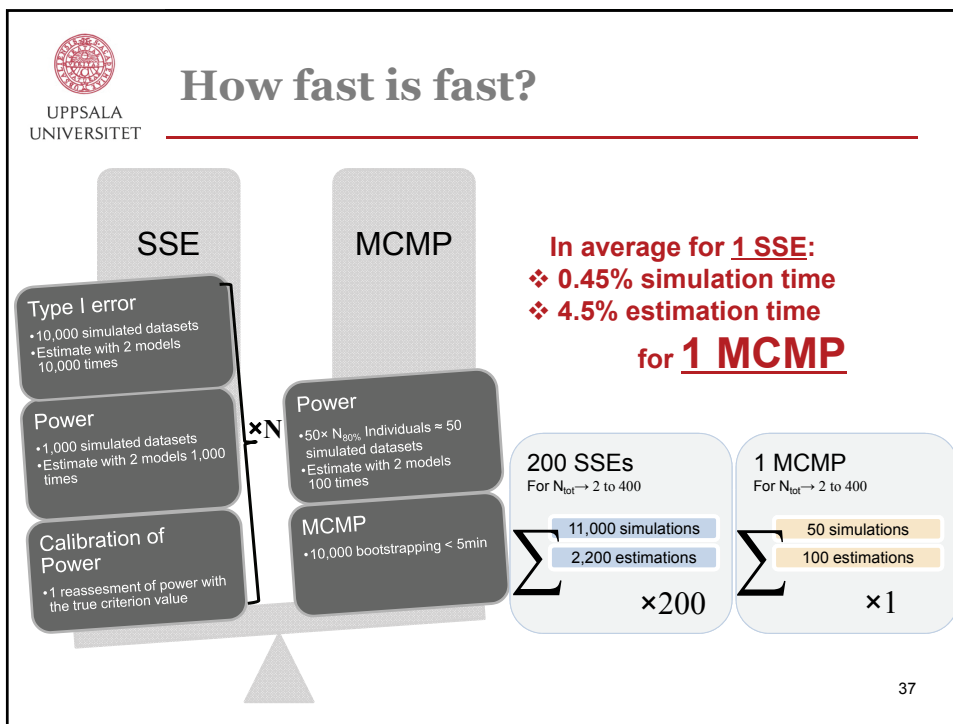 UPPSALA
UNIVERSITET
How fast is fast?
SSE
Type I error
•10,000 simulated datasets
•Estimate with 2 models
10,000 times
Power
•1,000 simulated datasets
•Estimate with 2 models 1,000
times
Calibration of
Power
•1 reassesment of power with
the true criterion value
×N
MCMP
Power
•50× N80% Individuals ≈ 50
simulated datasets
•Estimate with 2 models
100 times
MCMP
•10,000 bootstrapping < 5min
In average for 1 SSE:
❖ 0.45% simulation time
❖ 4.5% estimation time
for 1 MCMP
200 SSEs
For Ntot→ 2 to 400
∑
11,000 simulations
2,200 estimations
×200
1 MCMP
For Ntot→ 2 to 400
∑
50 simulations
100 estimations
×1
37